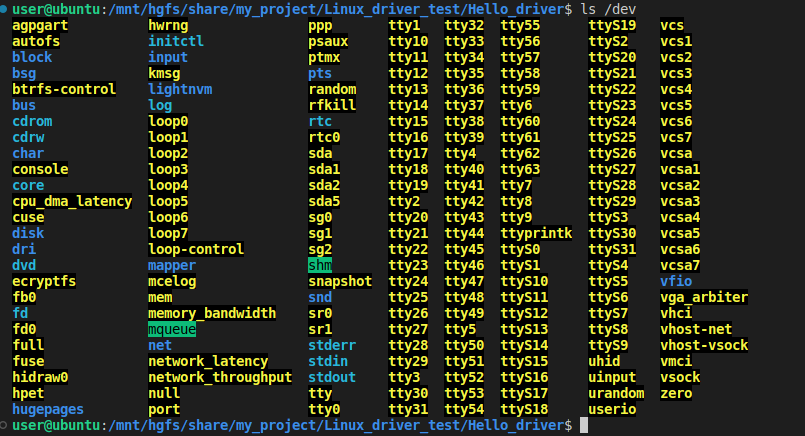 user@ubuntu:/mnt/hgfs/share/my_project/Linux_driver_test/Hello_driver$ ls /dev
agpgart hwrng ppp tty1 tty32 tty55 ttyS19 vcs
autofs initctl psaux tty10 tty33 tty56 ttyS2 vcs1
block input ptmx tty11 tty34 tty57 ttyS20 vcs2
bsg kmsg pts tty12 tty35 tty58 ttyS21 vcs3
btrfs-control lightnvm random tty13 tty36 tty59 ttyS22 vcs4
bus log rfkill tty14 tty37 tty6 ttyS23 vcs5
cdrom loop0 rtc tty15 tty38 tty60 ttyS24 vcs6
cdrw loop1 rtc0 tty16 tty39 tty61 ttyS25 vcs7
char loop2 sda tty17 tty4 tty62 ttyS26 vcsa
console loop3 sda1 tty18 tty40 tty63 ttyS27 vcsa1
core loop4 sda2 tty19 tty41 tty7 ttyS28 vcsa2
cpu_dma_latency loop5 sda5 tty2 tty42 tty8 ttyS29 vcsa3
cuse loop6 sg0 tty20 tty43 tty9 ttyS3 vcsa4
disk loop7 sg1 tty21 tty44 ttyprintk ttyS30 vcsa5
dri loop-control sg2 tty22 tty45 ttyS0 ttyS31 vcsa6
dvd mapper shm tty23 tty46 ttyS1 ttyS4 vcsa7
ecryptfs mcelog snapshot tty24 tty47 ttyS10 ttyS5 vfio
fb0 mem snd tty25 tty48 ttyS11 ttyS6 vga_arbiter
fd memory_bandwidth sr0 tty26 tty49 ttyS12 ttyS7 vhci
fd0 mqueue sr1 tty27 tty5 ttyS13 ttyS8 vhost-net
full net stderr tty28 tty50 ttyS14 ttyS9 vhost-vsock
fuse network_latency stdin tty29 tty51 ttyS15 uhid vmci
hidraw0 network_throughput stdout tty3 tty52 ttyS16 uinput vsock
hpet null tty tty30 tty53 ttyS17 urandom zero
hugepages port tty0 tty31 tty54 ttyS18 userio
user@ubuntu:/mnt/hgfs/share/my_project/Linux_driver_test/Hello_driver$